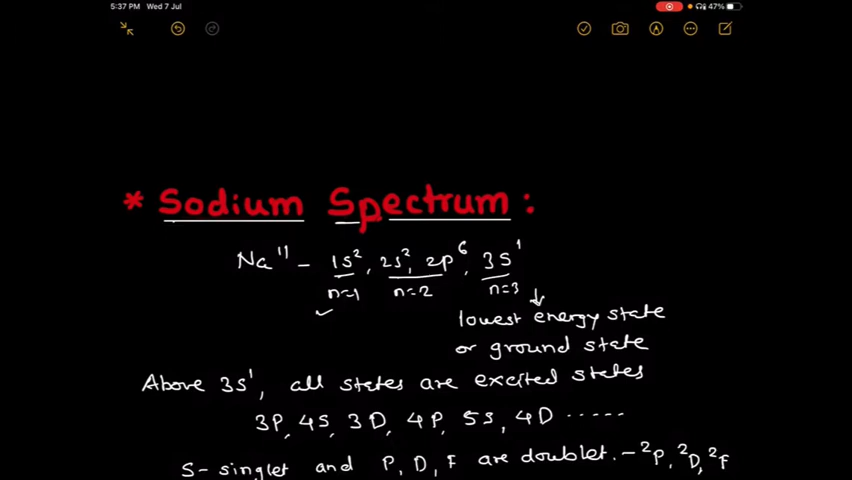 5:37 PM Wed 7 Jul 47%
* Sodium Spectrum :
Na¹¹ – 1s², 2s², 2p⁶, 3s¹
n=1 n=2 n=3
lowest energy state
or ground state
Above 3s¹, all states are excited states
3P, 4S, 3D, 4P, 5S, 4D ......
S- singlet and P, D, F are doublet. – ²P, ²D, ²F